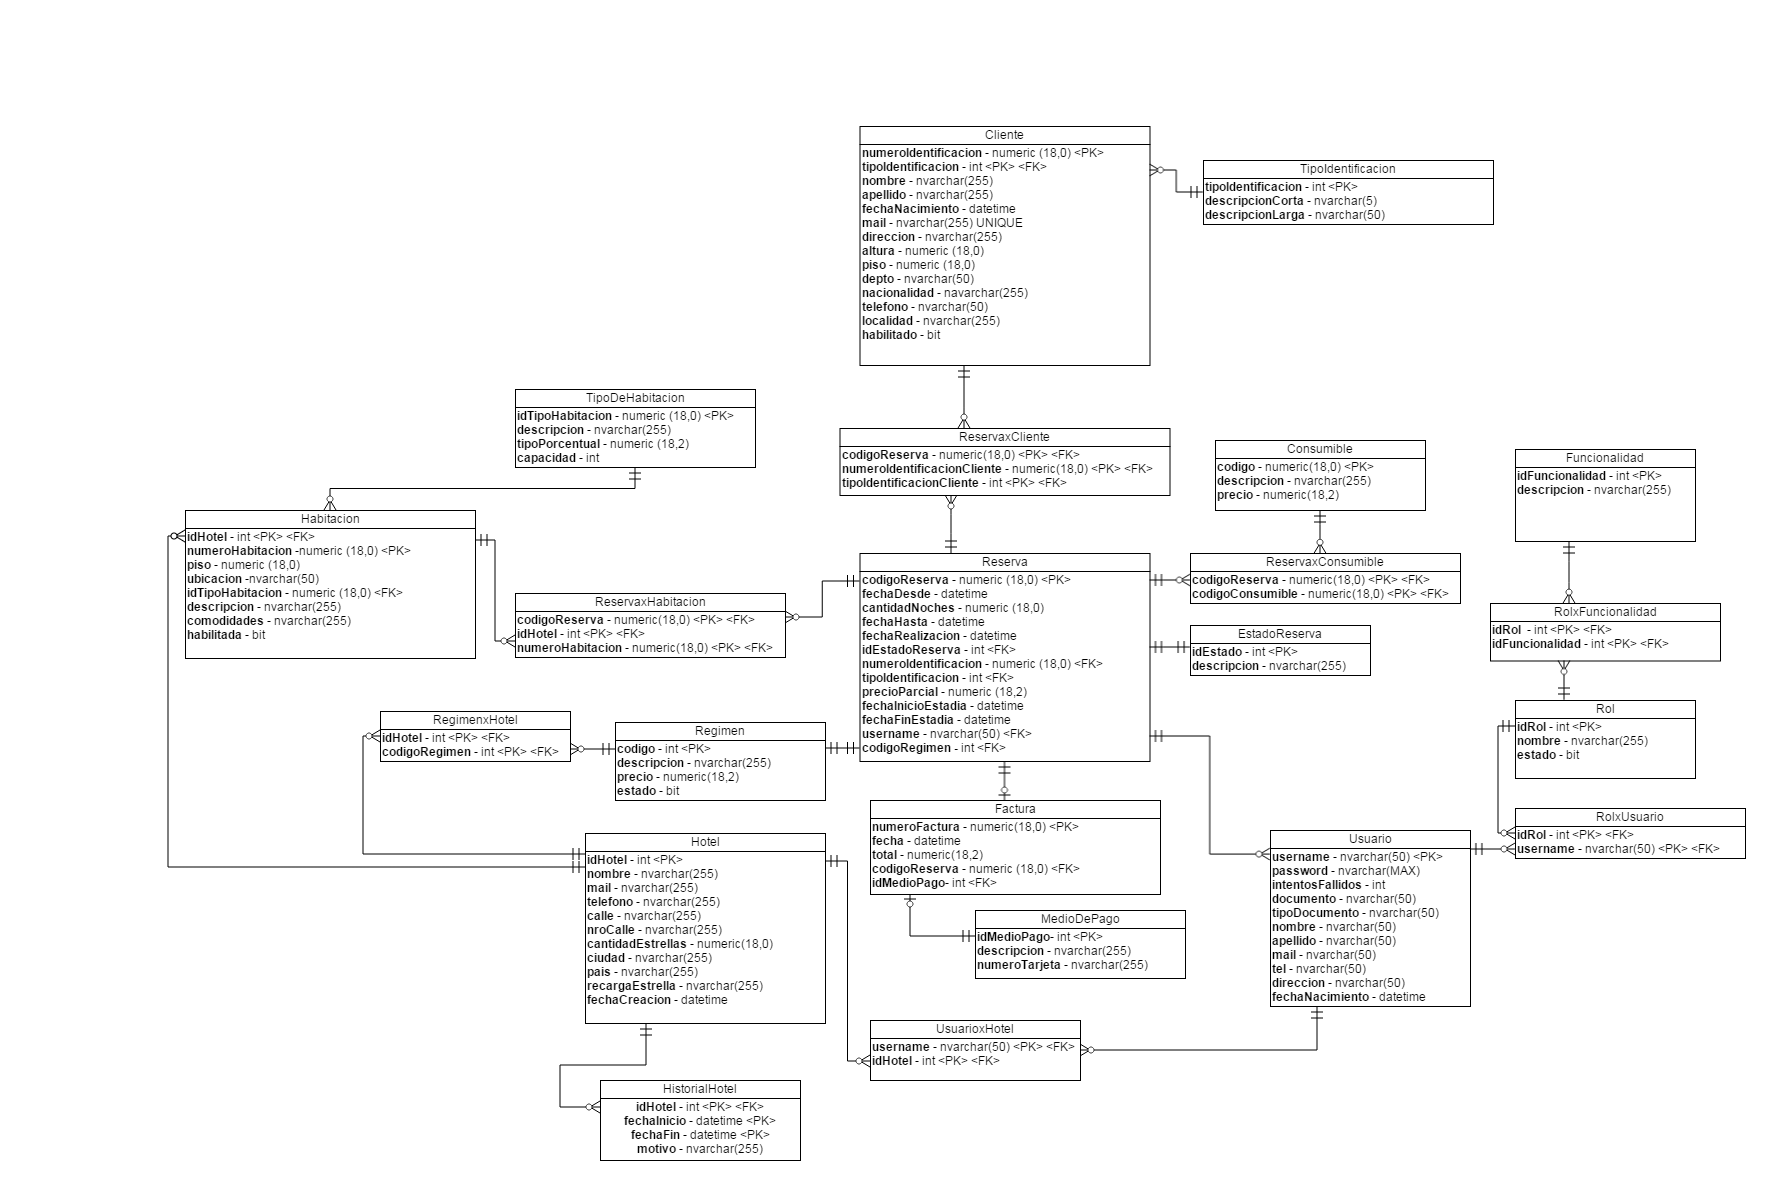 Cliente
numeroIdentificacion - numeric (18,0) <PK>
tipoIdentificacion - int <PK> <FK>
nombre - nvarchar(255)
apellido - nvarchar(255)
fechaNacimiento - datetime
mail - nvarchar(255) UNIQUE
direccion - nvarchar(255)
altura - numeric (18,0)
piso - numeric (18,0)
depto - nvarchar(50)
nacionalidad - navarchar(255)
telefono - nvarchar(50)
localidad - nvarchar(255)
habilitado - bit
TipoIdentificacion
tipoIdentificacion - int <PK>
descripcionCorta - nvarchar(5)
descripcionLarga - nvarchar(50)
TipoDeHabitacion
idTipoHabitacion - numeric (18,0) <PK>
descripcion - nvarchar(255)
tipoPorcentual - numeric (18,2)
capacidad - int
ReservaxCliente
codigoReserva - numeric(18,0) <PK> <FK>
numeroIdentificacionCliente - numeric(18,0) <PK> <FK>
tipoIdentificacionCliente - int <PK> <FK>
Consumible
codigo - numeric(18,0) <PK>
descripcion - nvarchar(255)
precio - numeric(18,2)
Funcionalidad
idFuncionalidad - int <PK>
descripcion - nvarchar(255)
Habitacion
idHotel - int <PK> <FK>
numeroHabitacion -numeric (18,0) <PK>
piso - numeric (18,0)
ubicacion -nvarchar(50)
idTipoHabitacion - numeric (18,0) <FK>
descripcion - nvarchar(255)
comodidades - nvarchar(255)
habilitada - bit
ReservaxHabitacion
codigoReserva - numeric(18,0) <PK> <FK>
idHotel - int <PK> <FK>
numeroHabitacion - numeric(18,0) <PK> <FK>
Reserva
codigoReserva - numeric (18,0) <PK>
fechaDesde - datetime
cantidadNoches - numeric (18,0)
fechaHasta - datetime
fechaRealizacion - datetime
idEstadoReserva - int <FK>
numeroIdentificacion - numeric (18,0) <FK>
tipoIdentificacion - int <FK>
precioParcial - numeric (18,2)
fechaInicioEstadia - datetime
fechaFinEstadia - datetime
username - nvarchar(50) <FK>
codigoRegimen - int <FK>
ReservaxConsumible
codigoReserva - numeric(18,0) <PK> <FK>
codigoConsumible - numeric(18,0) <PK> <FK>
EstadoReserva
idEstado - int <PK>
descripcion - nvarchar(255)
RolxFuncionalidad
idRol - int <PK> <FK>
idFuncionalidad - int <PK> <FK>
RegimenxHotel
idHotel - int <PK> <FK>
codigoRegimen - int <PK> <FK>
Regimen
codigo - int <PK>
descripcion - nvarchar(255)
precio - numeric(18,2)
estado - bit
Rol
idRol - int <PK>
nombre - nvarchar(255)
estado - bit
Factura
numeroFactura - numeric(18,0) <PK>
fecha - datetime
total - numeric(18,2)
codigoReserva - numeric (18,0) <FK>
idMedioPago- int <FK>
RolxUsuario
idRol - int <PK> <FK>
username - nvarchar(50) <PK> <FK>
Hotel
idHotel - int <PK>
nombre - nvarchar(255)
mail - nvarchar(255)
telefono - nvarchar(255)
calle - nvarchar(255)
nroCalle - nvarchar(255)
cantidadEstrellas - numeric(18,0)
ciudad - nvarchar(255)
pais - nvarchar(255)
recargaEstrella - nvarchar(255)
fechaCreacion - datetime
Usuario
username - nvarchar(50) <PK>
password - nvarchar(MAX)
intentosFallidos - int
documento - nvarchar(50)
tipoDocumento - nvarchar(50)
nombre - nvarchar(50)
apellido - nvarchar(50)
mail - nvarchar(50)
tel - nvarchar(50)
direccion - nvarchar(50)
fechaNacimiento - datetime
MedioDePago
idMedioPago- int <PK>
descripcion - nvarchar(255)
numeroTarjeta - nvarchar(255)
UsuarioxHotel
username - nvarchar(50) <PK> <FK>
idHotel - int <PK> <FK>
HistorialHotel
idHotel - int <PK> <FK>
fechaInicio - datetime <PK>
fechaFin - datetime <PK>
motivo - nvarchar(255)